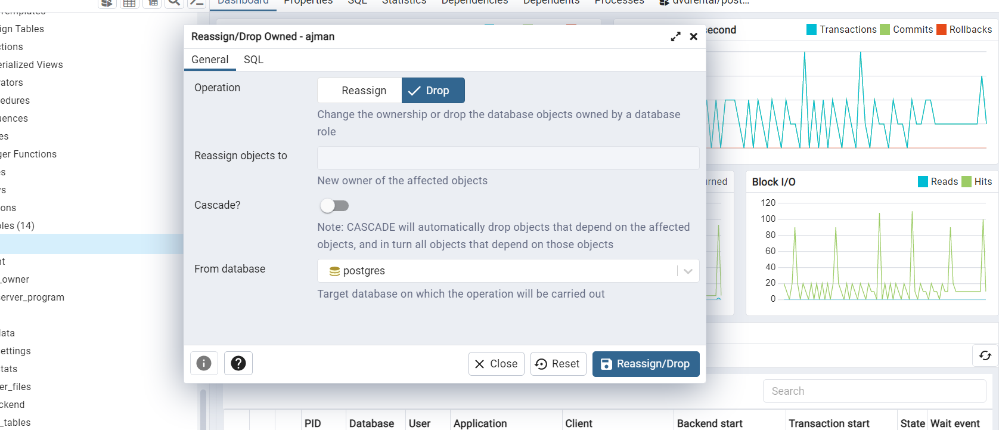 Dashboard Properties SQL Statistics Dependencies Dependents Processes dvdrental/post...
ign Tables
ctions
erialized Views
ators
edures
uences
es
ger Functions
s
s
ons
les (14)
t
_owner
server_program
ata
ettings
tats
er_files
ckend
_tables
Reassign/Drop Owned - ajman
General SQL
Operation
Reassign Drop
Change the ownership or drop the database objects owned by a database
role
Reassign objects to
New owner of the affected objects
Cascade?
Note: CASCADE will automatically drop objects that depend on the affected
objects, and in turn all objects that depend on those objects
From database
postgres
Target database on which the operation will be carried out
Close Reset Reassign/Drop
econd
Transactions Commits Rollbacks
rned
Block I/O
Reads Hits
120
100
80
60
40
20
0
Search
PID Database User Application Client Backend start Transaction start State Wait event